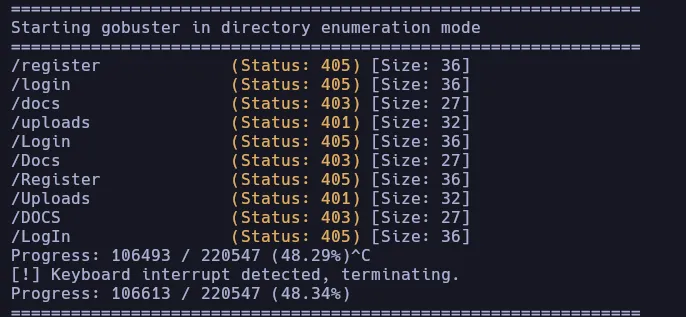 ===============================================================
Starting gobuster in directory enumeration mode
===============================================================
/register             (Status: 405) [Size: 36]
/login                (Status: 405) [Size: 36]
/docs                 (Status: 403) [Size: 27]
/uploads              (Status: 401) [Size: 32]
/Login                (Status: 405) [Size: 36]
/Docs                 (Status: 403) [Size: 27]
/Register             (Status: 405) [Size: 36]
/Uploads              (Status: 401) [Size: 32]
/DOCS                 (Status: 403) [Size: 27]
/LogIn                (Status: 405) [Size: 36]
Progress: 106493 / 220547 (48.29%)^C
[!] Keyboard interrupt detected, terminating.
Progress: 106613 / 220547 (48.34%)
===============================================================